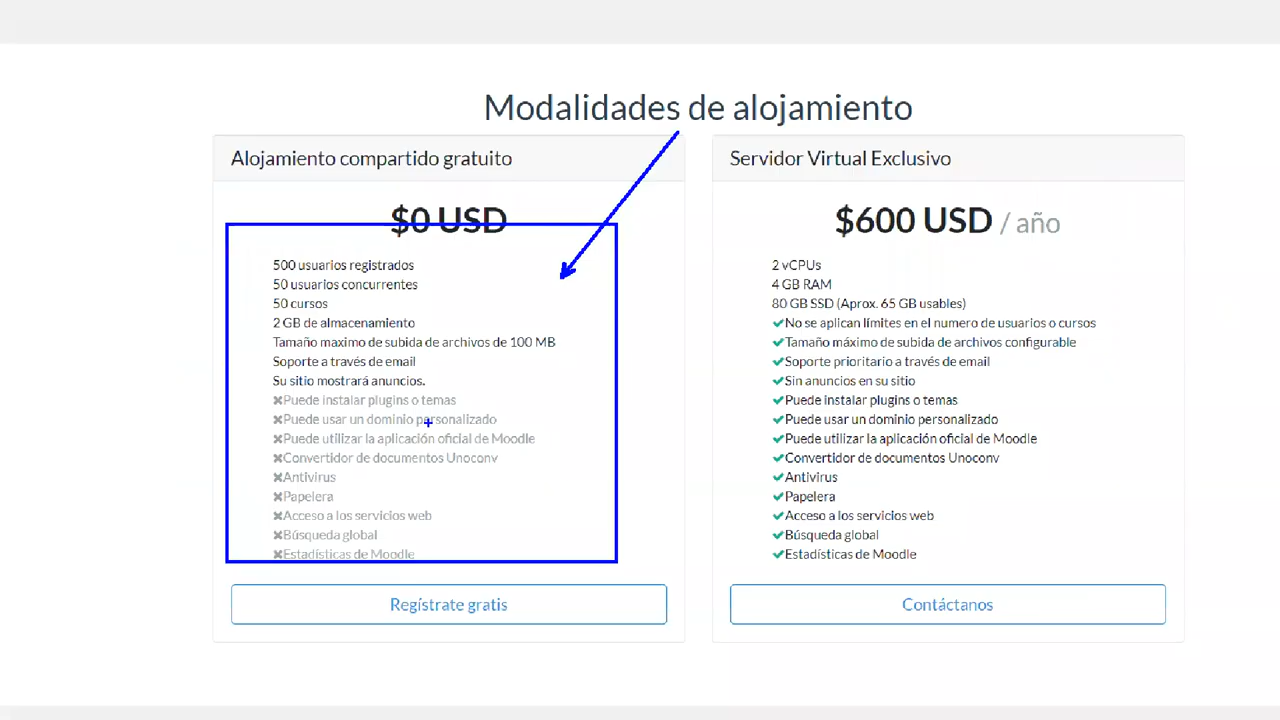 Modalidades de alojamiento
Alojamiento compartido gratuito
$0 USD
500 usuarios registrados
50 usuarios concurrentes
50 cursos
2 GB de almacenamiento
Tamaño maximo de subida de archivos de 100 MB
Soporte a través de email
Su sitio mostrará anuncios.
Puede instalar plugins o temas
Puede usar un dominio personalizado
Puede utilizar la aplicación oficial de Moodle
Convertidor de documentos Unoconv
Antivirus
Papelera
Acceso a los servicios web
Búsqueda global
Estadísticas de Moodle
Regístrate gratis
Servidor Virtual Exclusivo
$600 USD / año
2 vCPUs
4 GB RAM
80 GB SSD (Aprox. 65 GB usables)
No se aplican límites en el numero de usuarios o cursos
Tamaño máximo de subida de archivos configurable
Soporte prioritario a través de email
Sin anuncios en su sitio
Puede instalar plugins o temas
Puede usar un dominio personalizado
Puede utilizar la aplicación oficial de Moodle
Convertidor de documentos Unoconv
Antivirus
Papelera
Acceso a los servicios web
Búsqueda global
Estadísticas de Moodle
Contáctanos